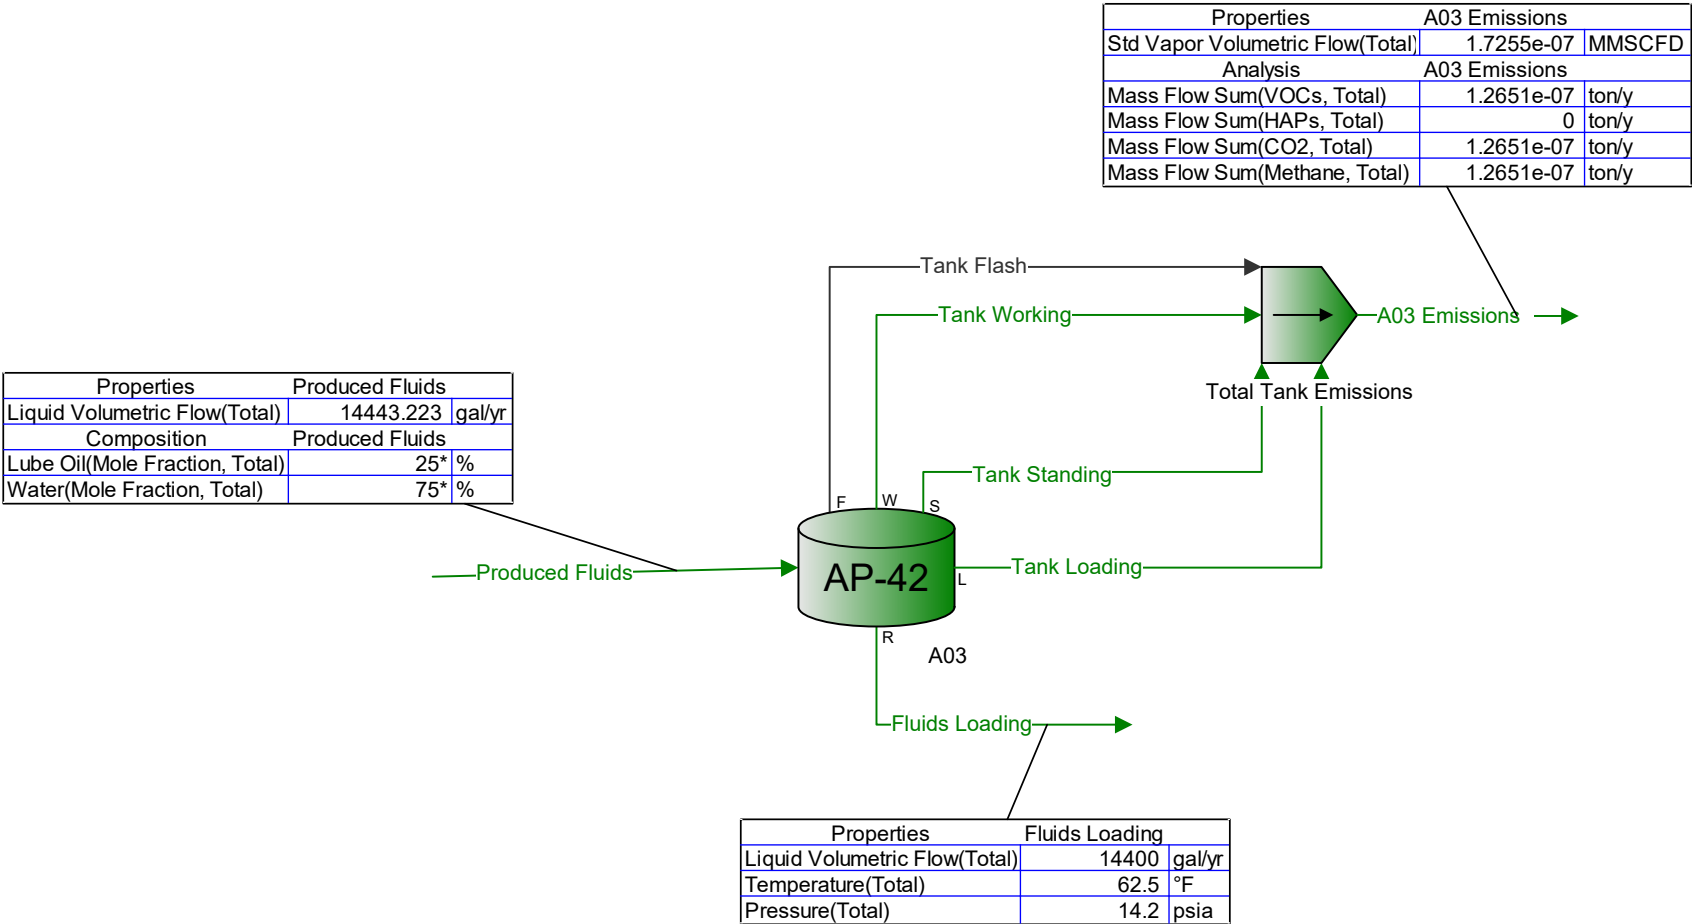 Properties A03 Emissions
Std Vapor Volumetric Flow(Total) 1.7255e-07 MMSCFD
Analysis A03 Emissions
Mass Flow Sum(VOCs, Total) 1.2651e-07 ton/y
Mass Flow Sum(HAPs, Total) 0 ton/y
Mass Flow Sum(CO2, Total) 1.2651e-07 ton/y
Mass Flow Sum(Methane, Total) 1.2651e-07 ton/y
Tank Flash
Tank Working
A03 Emissions
Total Tank Emissions
Properties Produced Fluids
Liquid Volumetric Flow(Total) 14443.223 gal/yr
Composition Produced Fluids
Lube Oil(Mole Fraction, Total) 25* %
Water(Mole Fraction, Total) 75* %
Tank Standing
F W S
Produced Fluids
AP-42
Tank Loading
L
R
A03
Fluids Loading
Properties Fluids Loading
Liquid Volumetric Flow(Total) 14400 gal/yr
Temperature(Total) 62.5 °F
Pressure(Total) 14.2 psia